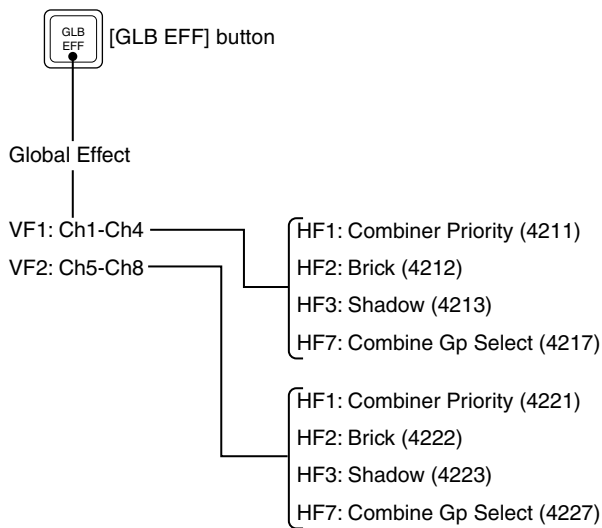 GLB
EFF
[GLB EFF] button
Global Effect
VF1: Ch1-Ch4
VF2: Ch5-Ch8
HF1: Combiner Priority (4211)
HF2: Brick (4212)
HF3: Shadow (4213)
HF7: Combine Gp Select (4217)
HF1: Combiner Priority (4221)
HF2: Brick (4222)
HF3: Shadow (4223)
HF7: Combine Gp Select (4227)